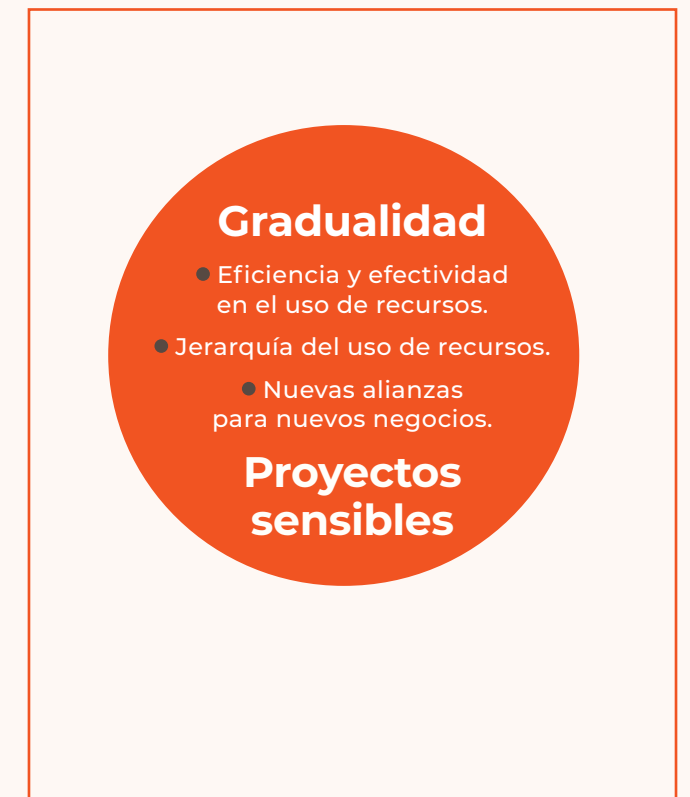 Gradualidad
● Eficiencia y efectividad
en el uso de recursos.
● Jerarquía del uso de recursos.
● Nuevas alianzas
para nuevos negocios.
Proyectos
sensibles